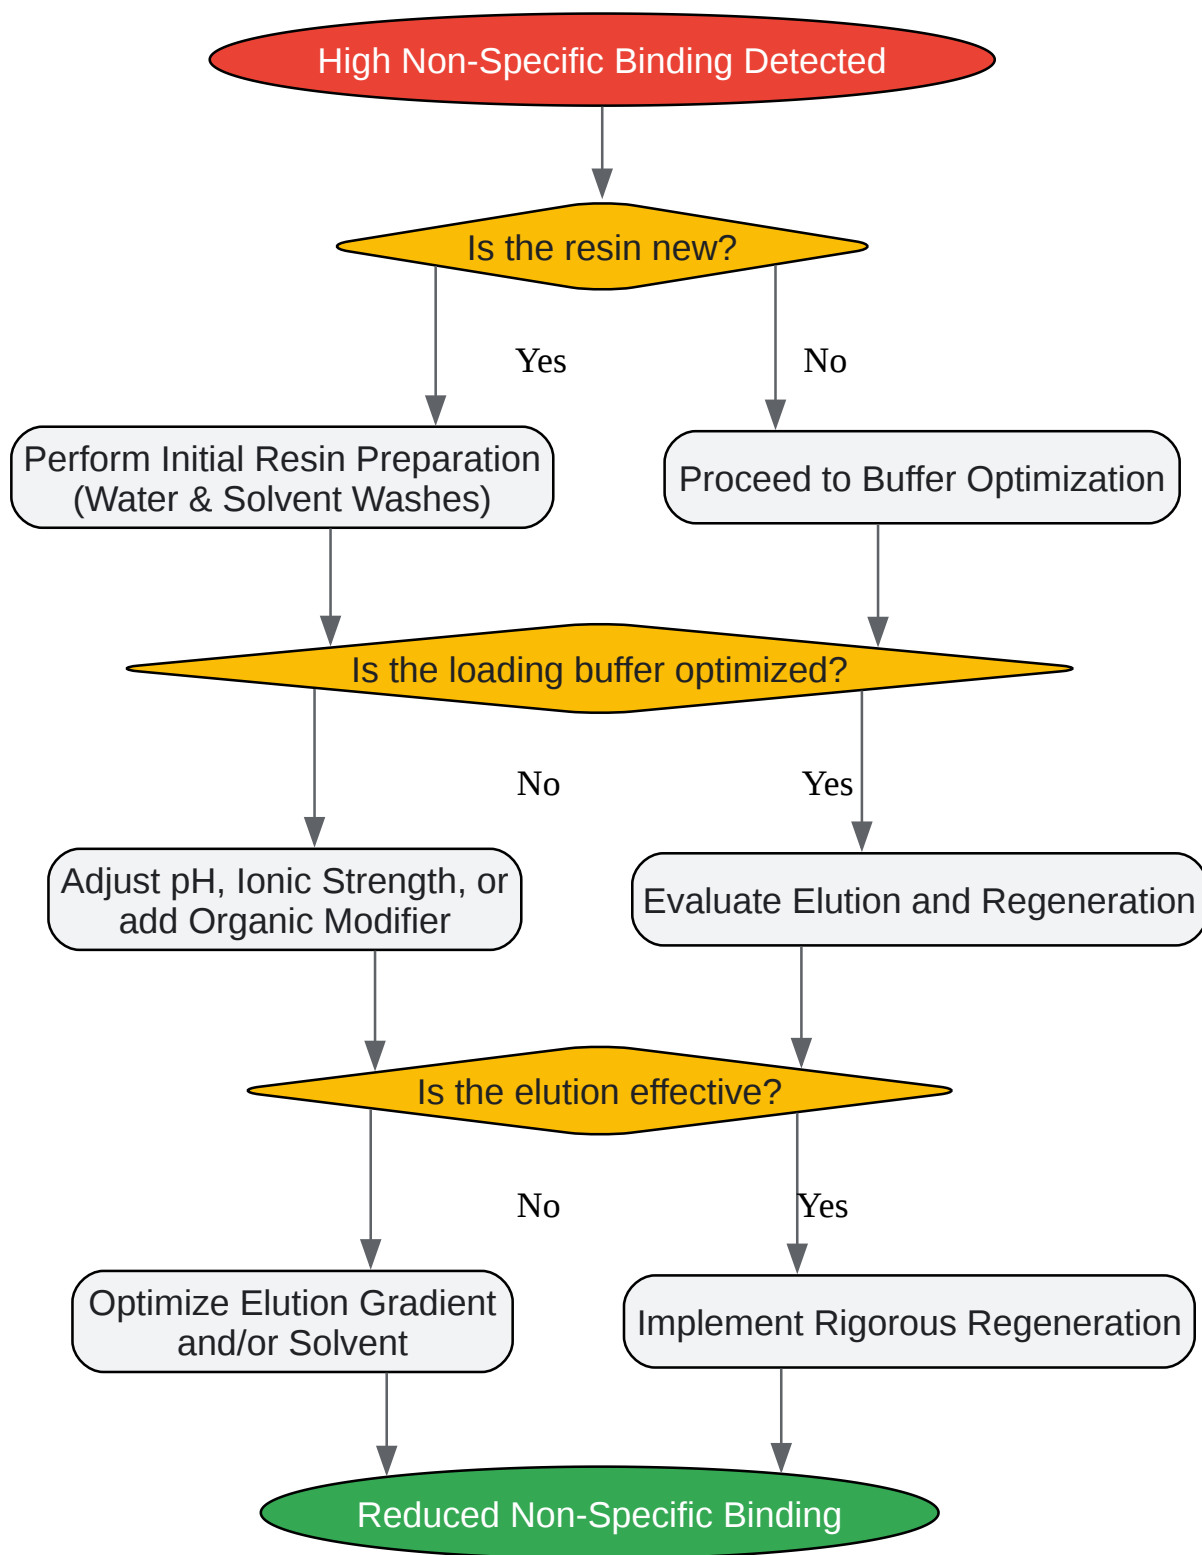 High Non-Specific Binding Detected
Is the resin new?
Yes
No
Perform Initial Resin Preparation
(Water & Solvent Washes)
Proceed to Buffer Optimization
Is the loading buffer optimized?
No
Yes
Adjust pH, Ionic Strength, or
add Organic Modifier
Evaluate Elution and Regeneration
Is the elution effective?
No
Yes
Optimize Elution Gradient
and/or Solvent
Implement Rigorous Regeneration
Reduced Non-Specific Binding